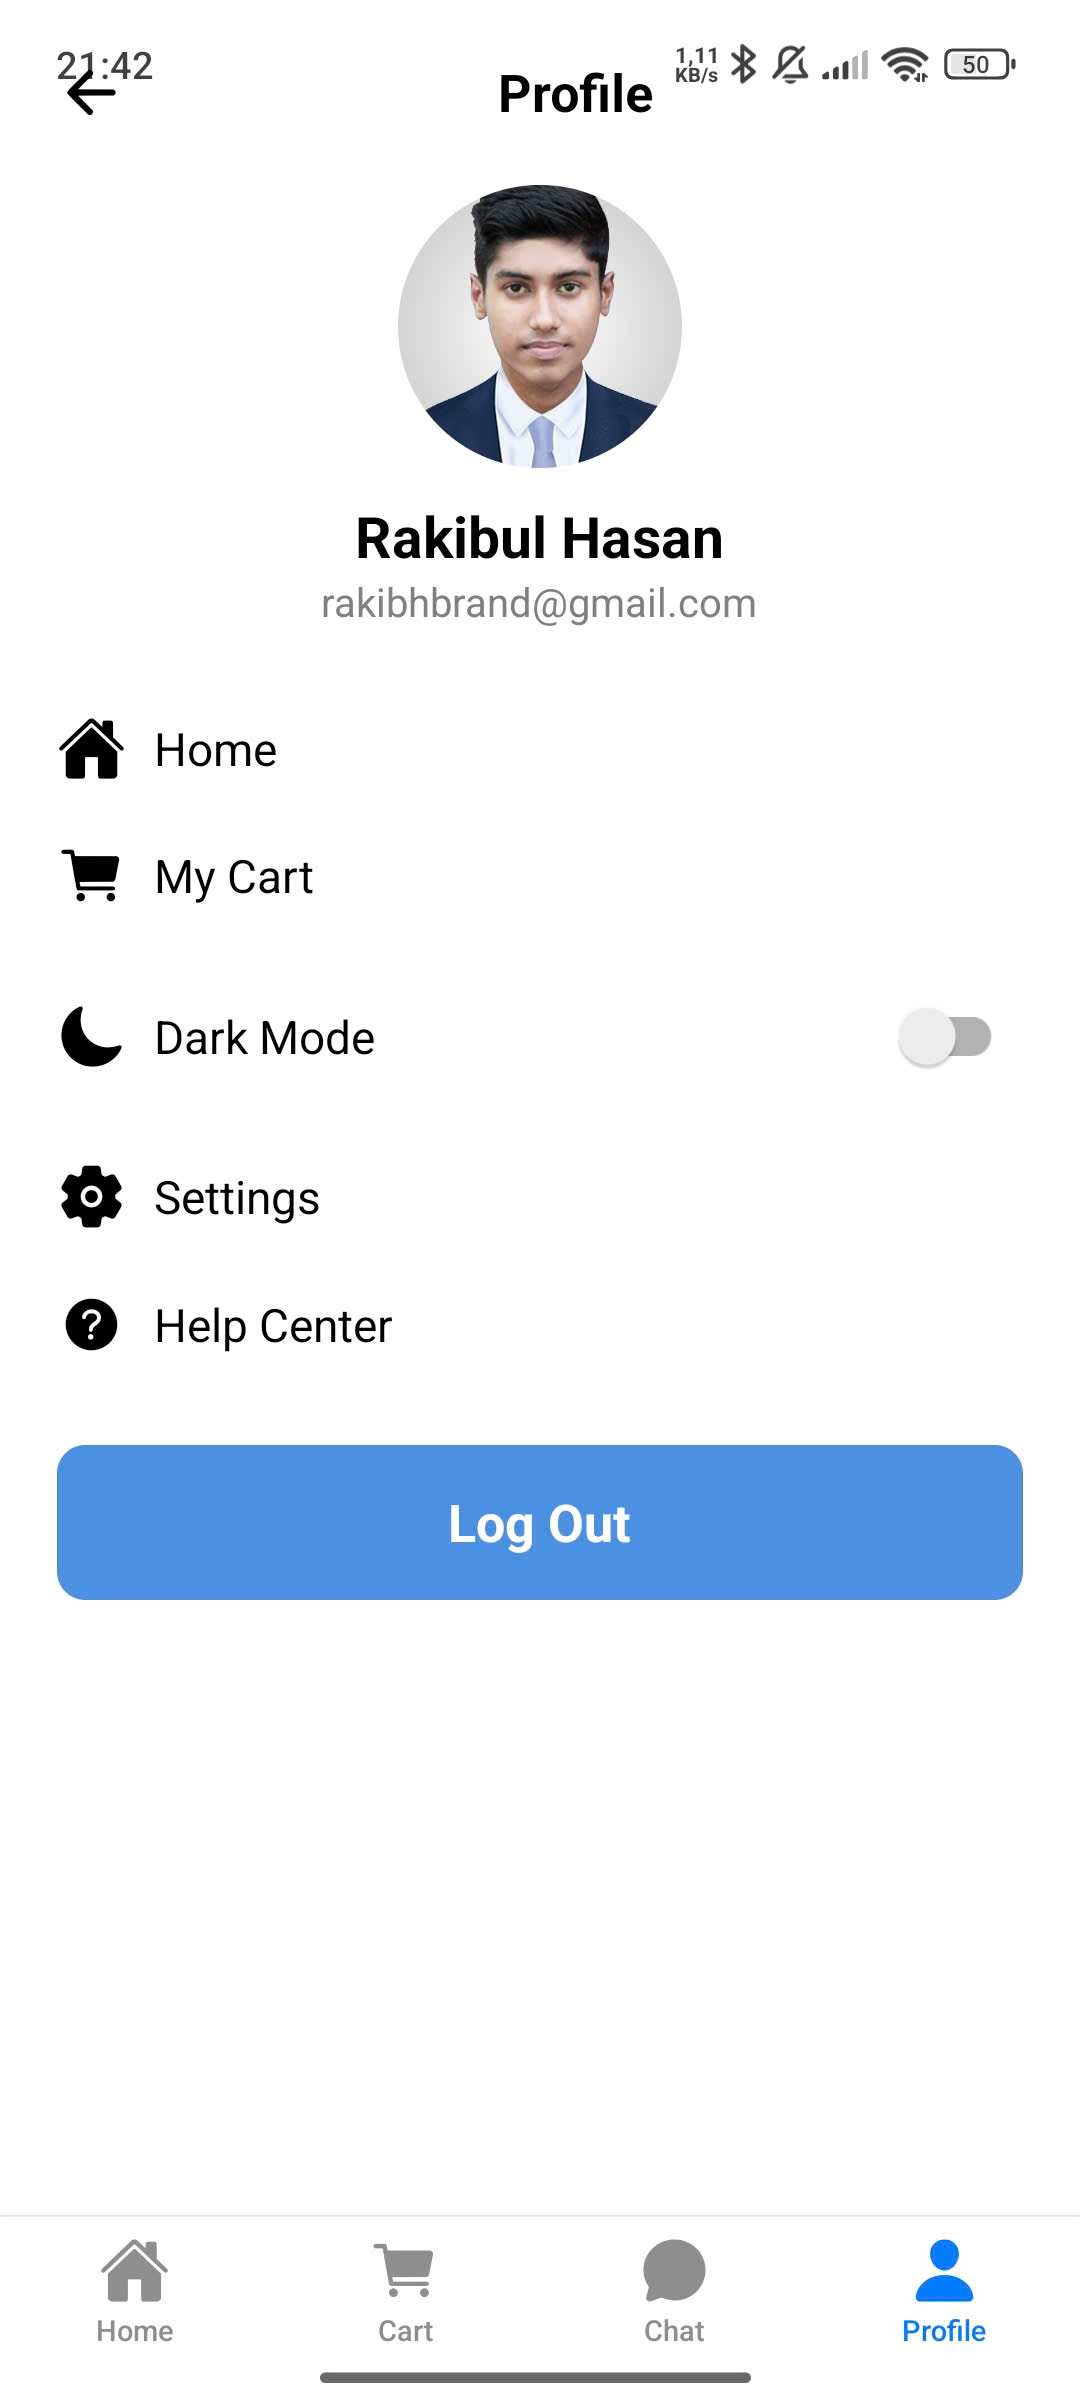 21:42
1,11
KB/s
50
Profile
Rakibul Hasan
rakibhbrand@gmail.com
Home
My Cart
Dark Mode
Settings
Help Center
Log Out
Home
Cart
Chat
Profile